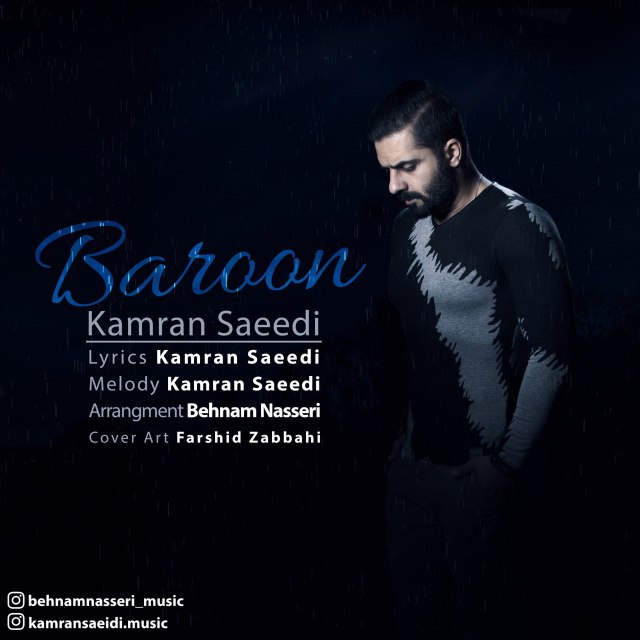 Baroon
Kamran Saeedi
Lyrics Kamran Saeedi
Melody Kamran Saeedi
Arrangment Behnam Nasseri
Cover Art Farshid Zabbahi
behnamnasseri_music
kamransaeidi.music